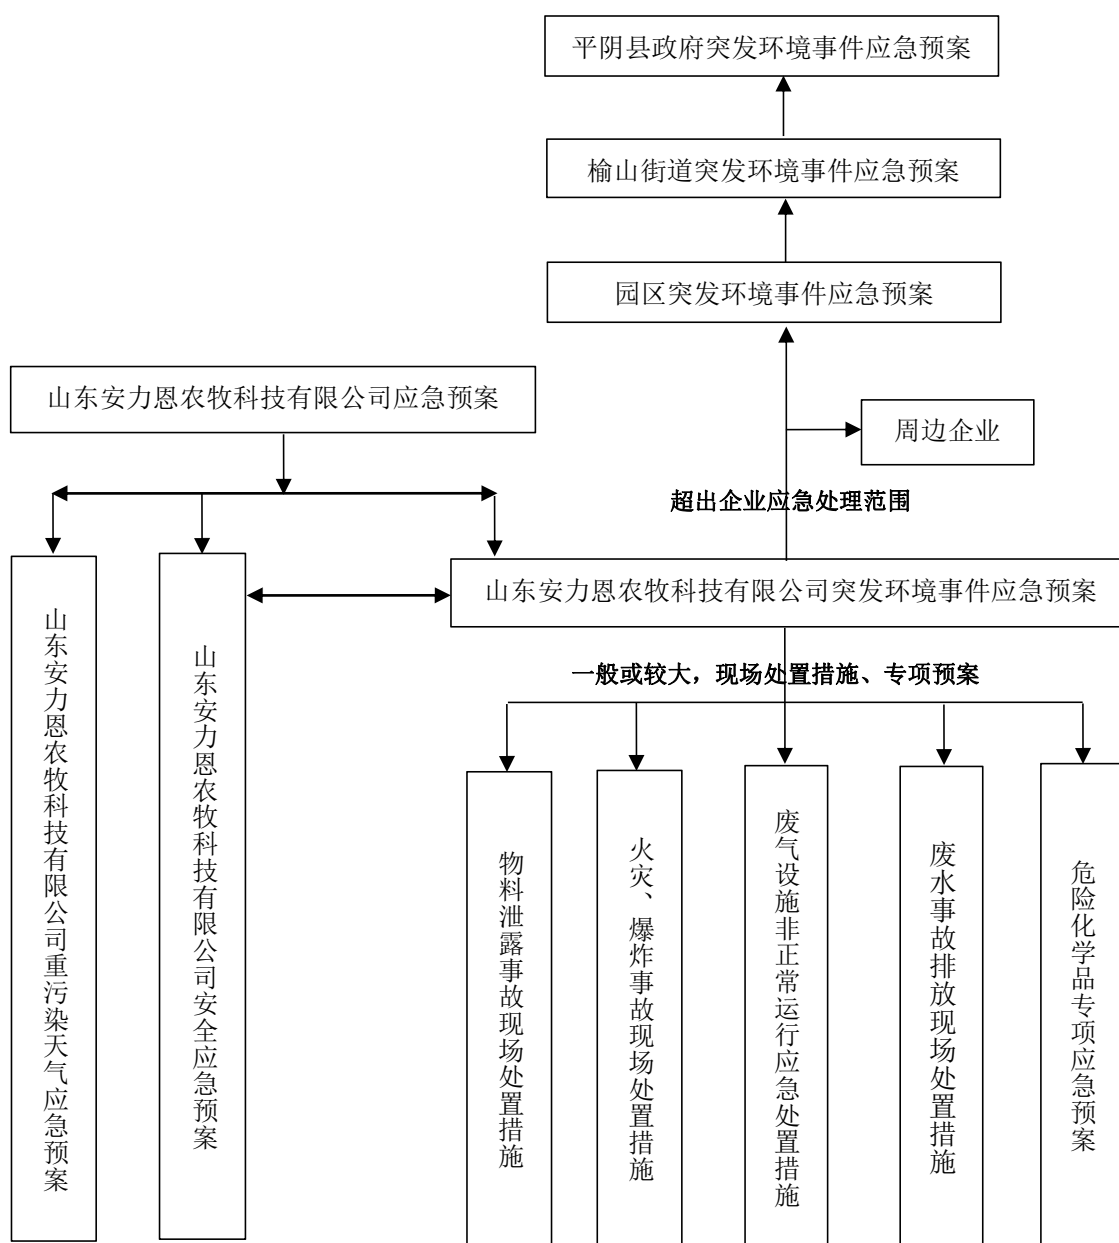 平阴县政府突发环境事件应急预案
榆山街道突发环境事件应急预案
园区突发环境事件应急预案
山东安力恩农牧科技有限公司应急预案
周边企业
超出企业应急处理范围
山东安力恩农牧科技有限公司突发环境事件应急预案
一般或较大，现场处置措施、专项预案
山东安力恩农牧科技有限公司重污染天气应急预案
山东安力恩农牧科技有限公司安全应急预案
物料泄露事故现场处置措施
火灾、爆炸事故现场处置措施
废气设施非正常运行应急处置措施
废水事故排放现场处置措施
危险化学品专项应急预案